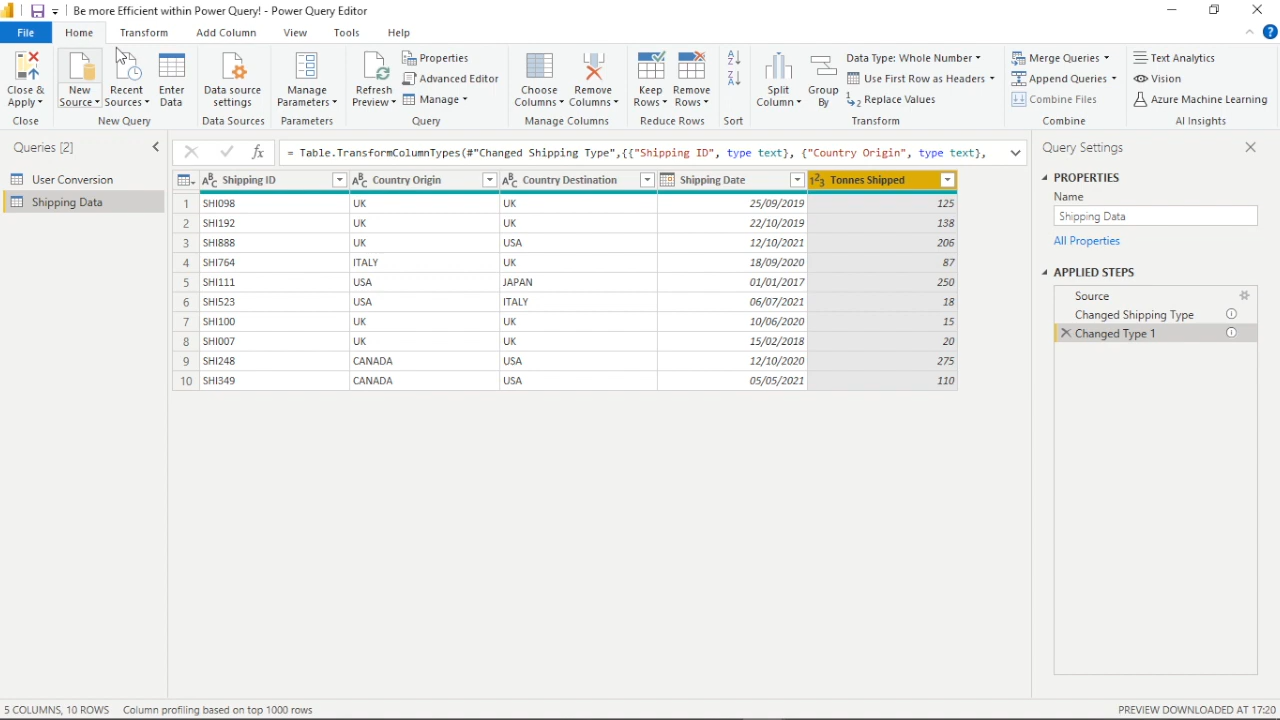 Be more Efficient within Power Query! - Power Query Editor
File Home Transform Add Column View Tools Help
Close & Apply
Close
New Source
Recent Sources
Enter Data
New Query
Data source settings
Data Sources
Manage Parameters
Parameters
Refresh Preview
Properties
Advanced Editor
Manage
Query
Choose Columns
Remove Columns
Manage Columns
Keep Rows
Remove Rows
Reduce Rows
Sort
Split Column
Group By
Data Type: Whole Number
Use First Row as Headers
Replace Values
Transform
Merge Queries
Append Queries
Combine Files
Combine
Text Analytics
Vision
Azure Machine Learning
AI Insights
Queries [2]
User Conversion
Shipping Data
= Table.TransformColumnTypes(#"Changed Shipping Type",{{"Shipping ID", type text}, {"Country Origin", type text},
Shipping ID Country Origin Country Destination Shipping Date Tonnes Shipped
1 SHI098 UK UK 25/09/2019 125
2 SHI192 UK UK 22/10/2019 138
3 SHI888 UK USA 12/10/2021 206
4 SHI764 ITALY UK 18/09/2020 87
5 SHI111 USA JAPAN 01/01/2017 250
6 SHI523 USA ITALY 06/07/2021 18
7 SHI100 UK UK 10/06/2020 15
8 SHI007 UK UK 15/02/2018 20
9 SHI248 CANADA USA 12/10/2020 275
10 SHI349 CANADA USA 05/05/2021 110
Query Settings
PROPERTIES
Name
Shipping Data
All Properties
APPLIED STEPS
Source
Changed Shipping Type
Changed Type 1
5 COLUMNS, 10 ROWS Column profiling based on top 1000 rows
PREVIEW DOWNLOADED AT 17:20